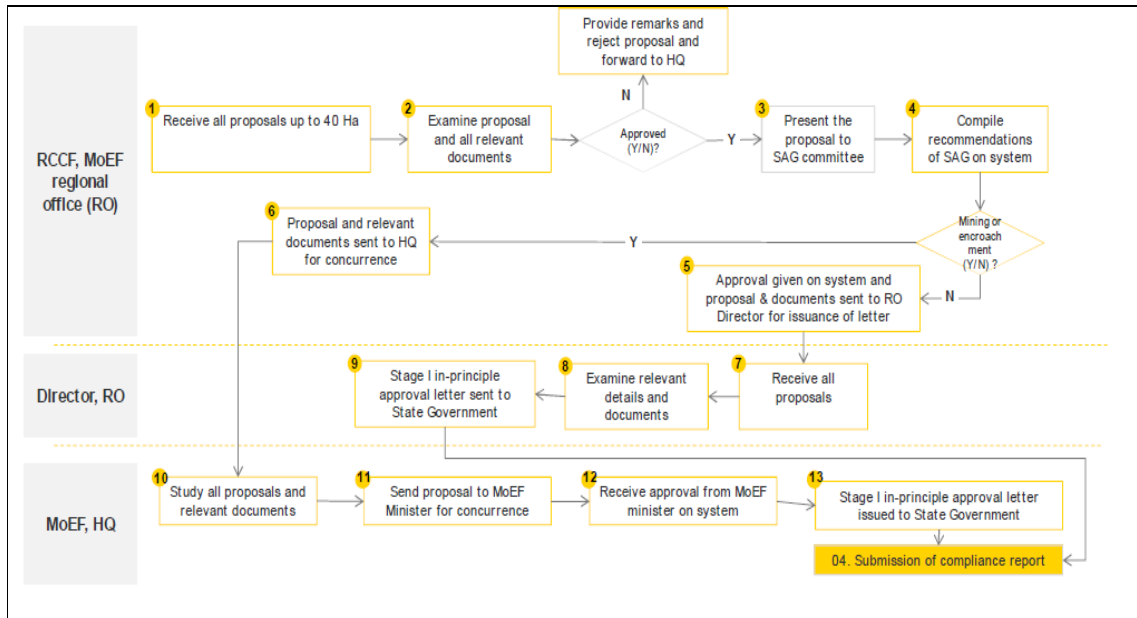 Provide remarks and
reject proposal and
forward to HQ
N
1
Receive all proposals up to 40 Ha
2
Examine proposal
and all relevant
documents
Approved
(Y/N)?
Y
3
Present the
proposal to
SAG committee
4
Compile
recommendations
of SAG on system
RCCF, MoEF
regional
office (RO)
6
Proposal and relevant
documents sent to HQ
for concurrence
Y
Mining or
encroach
ment
(Y/N) ?
5
Approval given on system and
proposal & documents sent to RO
Director for issuance of letter
N
Director, RO
9
Stage I in-principle
approval letter sent to
State Government
8
Examine relevant
details and
documents
7
Receive all
proposals
MoEF, HQ
10
Study all proposals and
relevant documents
11
Send proposal to MoEF
Minister for concurrence
12
Receive approval from MoEF
minister on system
13
Stage I in-principle approval letter
issued to State Government
04. Submission of compliance report